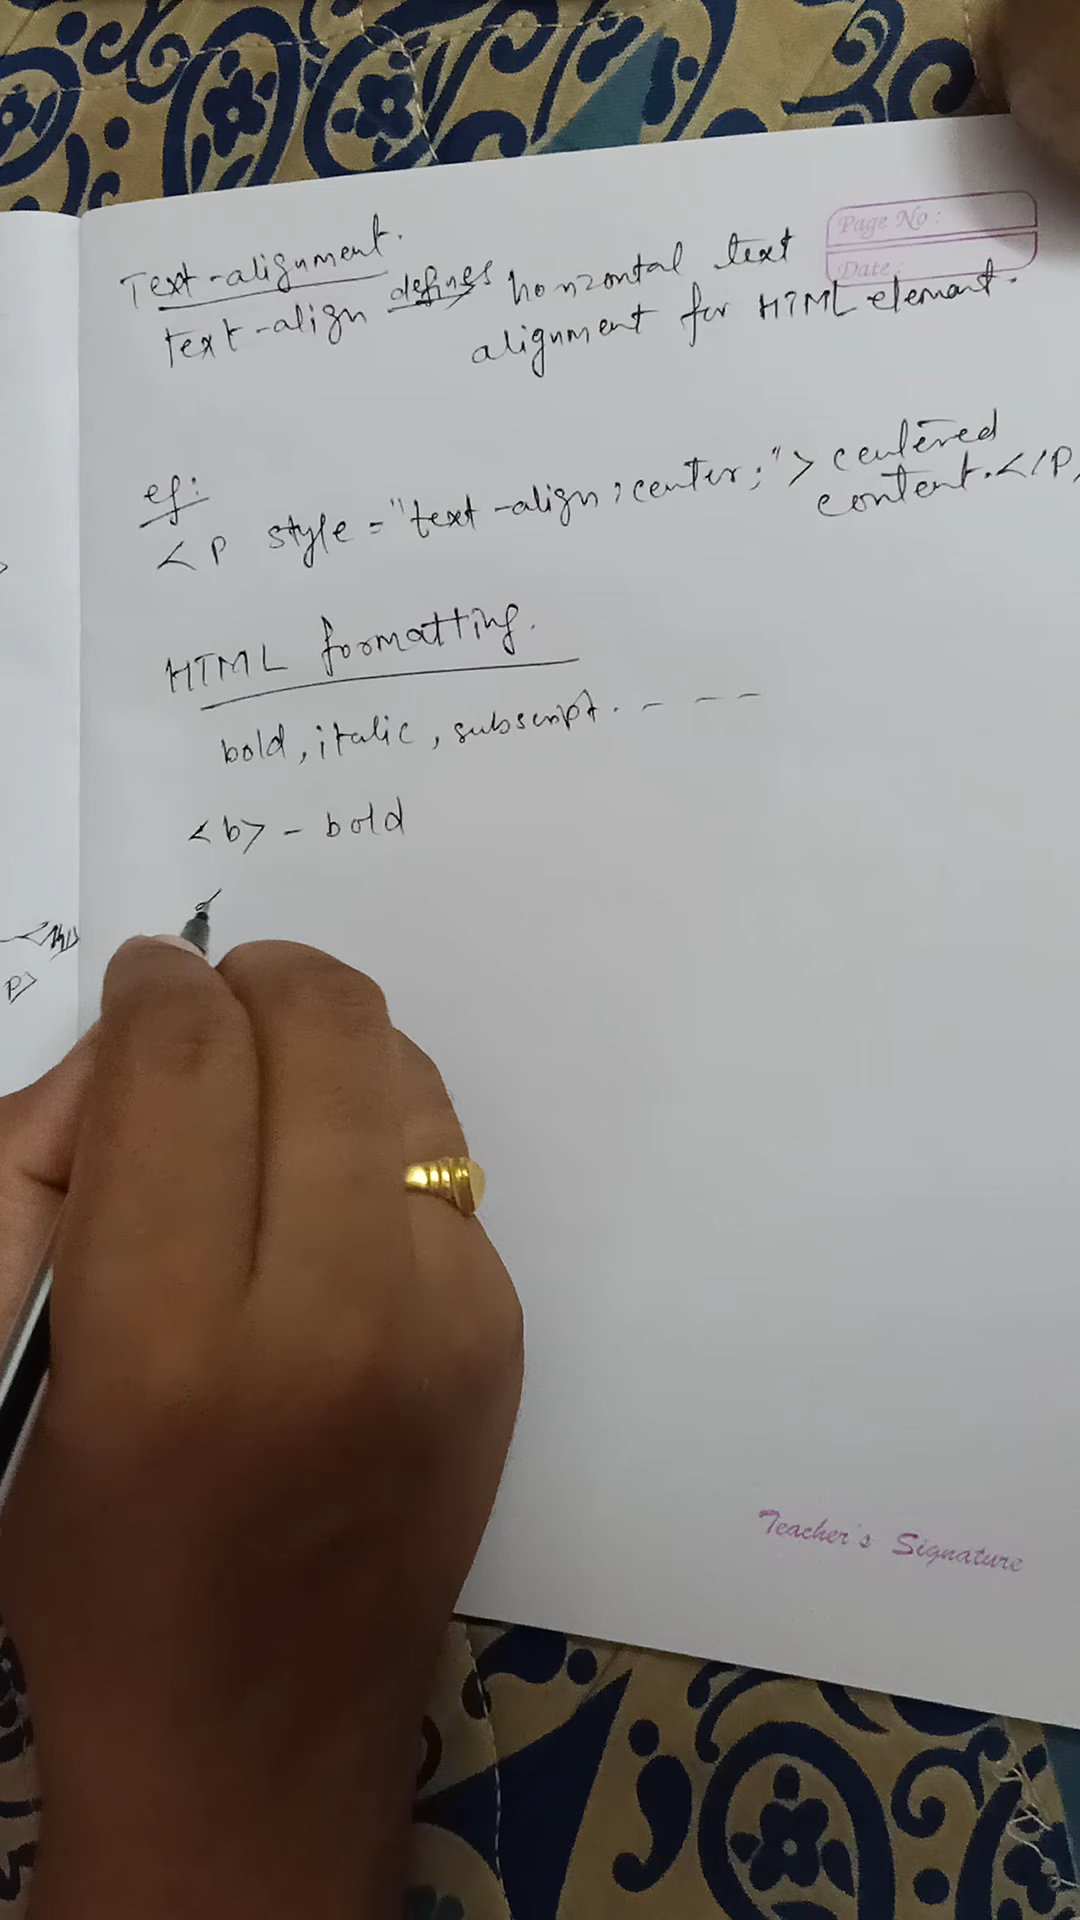 Page No :
Date :
Text-alignment.
text-align defines horizontal text
alignment for HTML element.
eg:
<p style="text-align:center;">centered
content.</p>
HTML formatting.
bold, italic, subscript. - - - -
<b> - bold
p>
Teacher's Signature